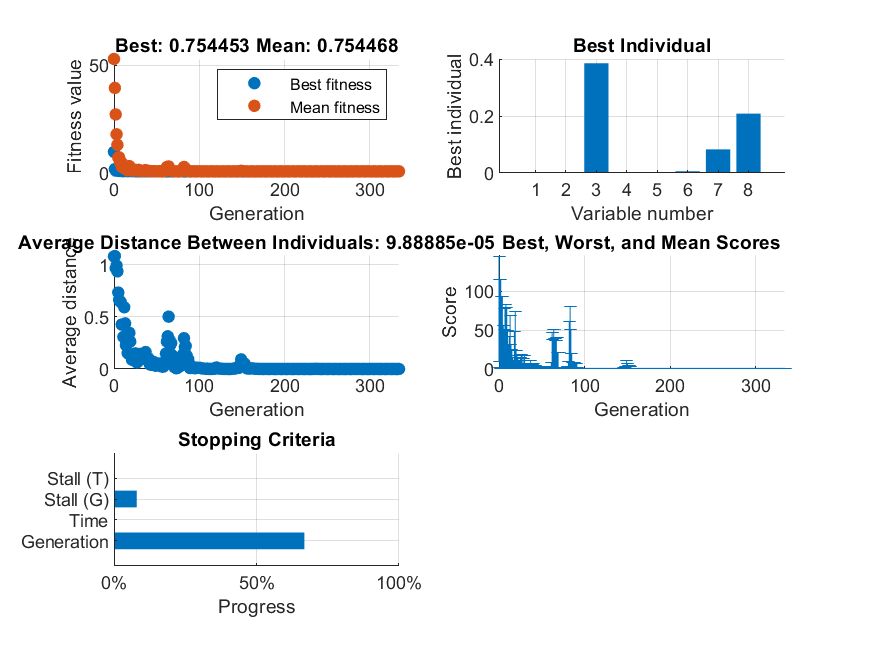 Best: 0.754453 Mean: 0.754468
Fitness value
50
0
Best fitness
Mean fitness
0 100 200 300
Generation
Best Individual
Best individual
0.4
0.2
0
1 2 3 4 5 6 7 8
Variable number
Average Distance Between Individuals: 9.88885e-05
Average distance
1
0.5
0
0 100 200 300
Generation
Best, Worst, and Mean Scores
Score
100
50
0
0 100 200 300
Generation
Stopping Criteria
Stall (T)
Stall (G)
Time
Generation
0% 50% 100%
Progress